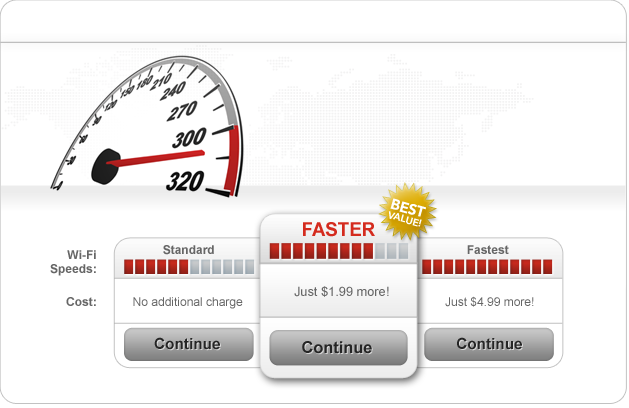 120
150
180
210
240
270
300
320
BEST
VALUE!
FASTER
Standard
Fastest
Wi-Fi
Speeds:
Cost:
No additional charge
Just $1.99 more!
Just $4.99 more!
Continue
Continue
Continue